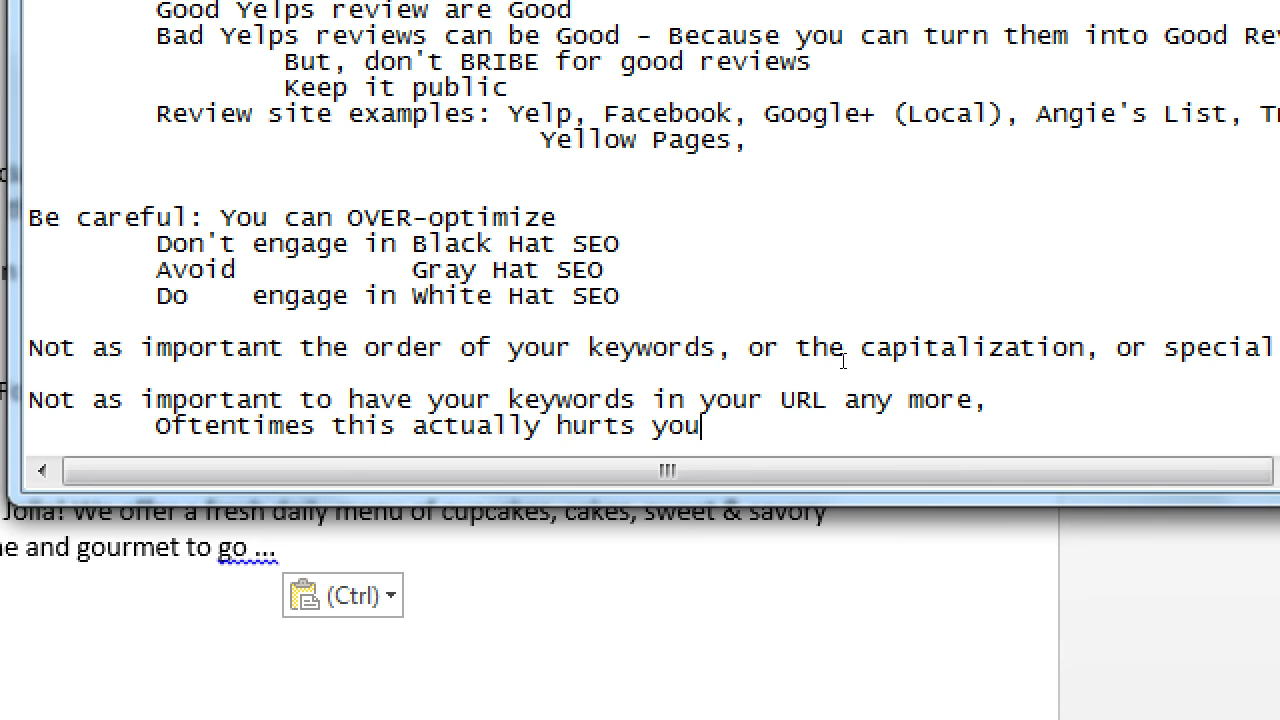 Good Yelps review are Good
Bad Yelps reviews can be Good - Because you can turn them into Good
But, don't BRIBE for good reviews
Keep it public
Review site examples: Yelp, Facebook, Google+ (Local), Angie's List,
Yellow Pages,
Be careful: You can OVER-optimize
Don't engage in Black Hat SEO
Avoid Gray Hat SEO
Do engage in White Hat SEO
Not as important the order of your keywords, or the capitalization, or special
Not as important to have your keywords in your URL any more,
Oftentimes this actually hurts you
Jolla! We offer a fresh daily menu of cupcakes, cakes, sweet & savory
and gourmet to go ...
(Ctrl)